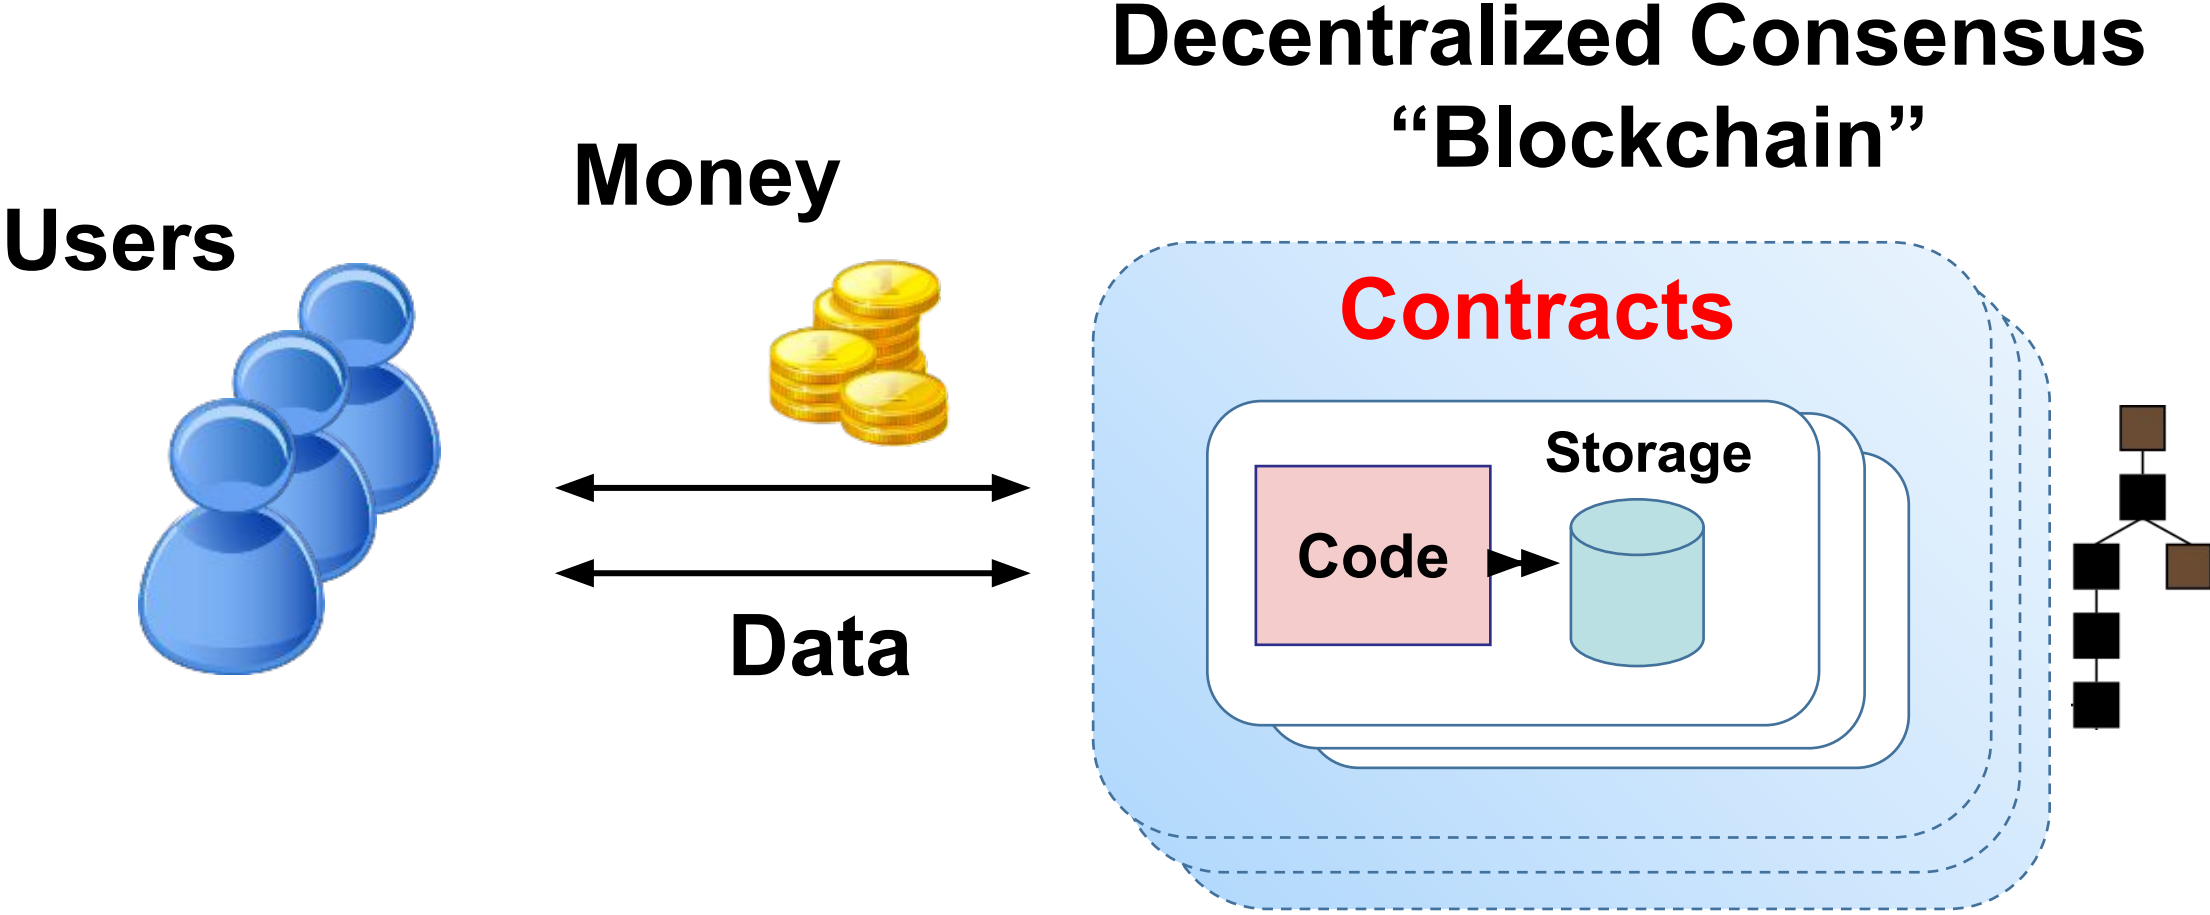 Decentralized Consensus
“Blockchain”
Money
Users
Contracts
Storage
Code
Data